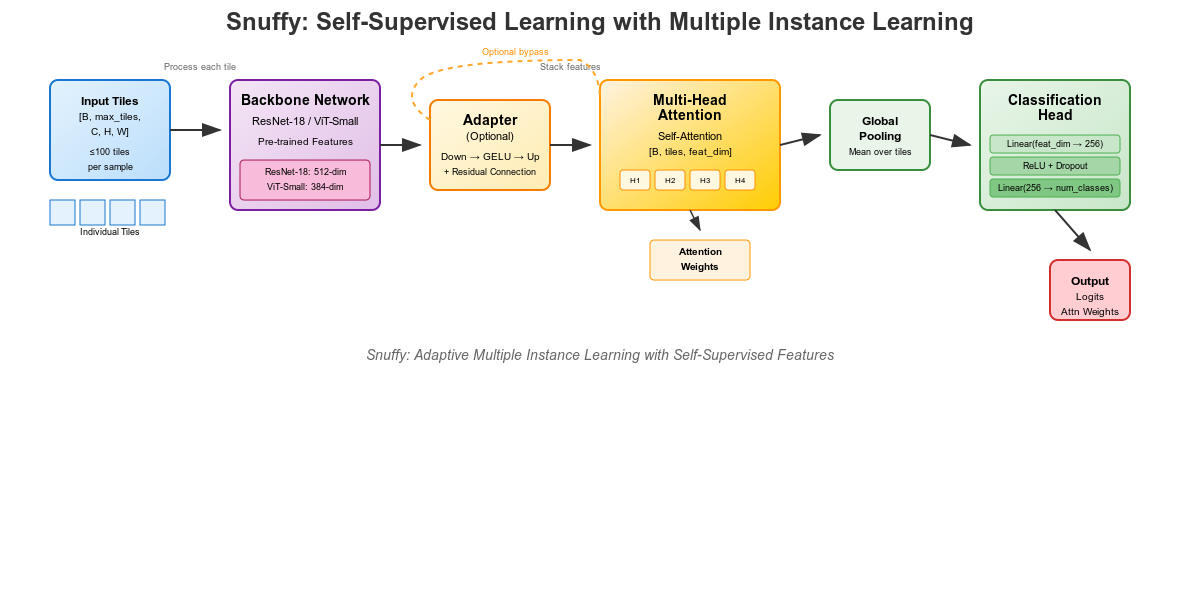 Snuffy: Self-Supervised Learning with Multiple Instance Learning
Optional bypass
Process each tile
Stack features
Input Tiles
[B, max_tiles,
C, H, W]
≤100 tiles
per sample
Individual Tiles
Backbone Network
ResNet-18 / ViT-Small
Pre-trained Features
ResNet-18: 512-dim
ViT-Small: 384-dim
Adapter
(Optional)
Down → GELU → Up
+ Residual Connection
Multi-Head
Attention
Self-Attention
[B, tiles, feat_dim]
H1 H2 H3 H4
Attention
Weights
Global
Pooling
Mean over tiles
Classification
Head
Linear(feat_dim → 256)
ReLU + Dropout
Linear(256 → num_classes)
Output
Logits
Attn Weights
Snuffy: Adaptive Multiple Instance Learning with Self-Supervised Features